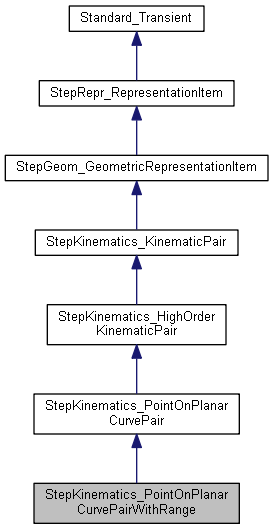 Standard_Transient
StepRepr_RepresentationItem
StepGeom_GeometricRepresentationItem
StepKinematics_KinematicPair
StepKinematics_HighOrder
KinematicPair
StepKinematics_PointOnPlanar
CurvePair
StepKinematics_PointOnPlanar
CurvePairWithRange